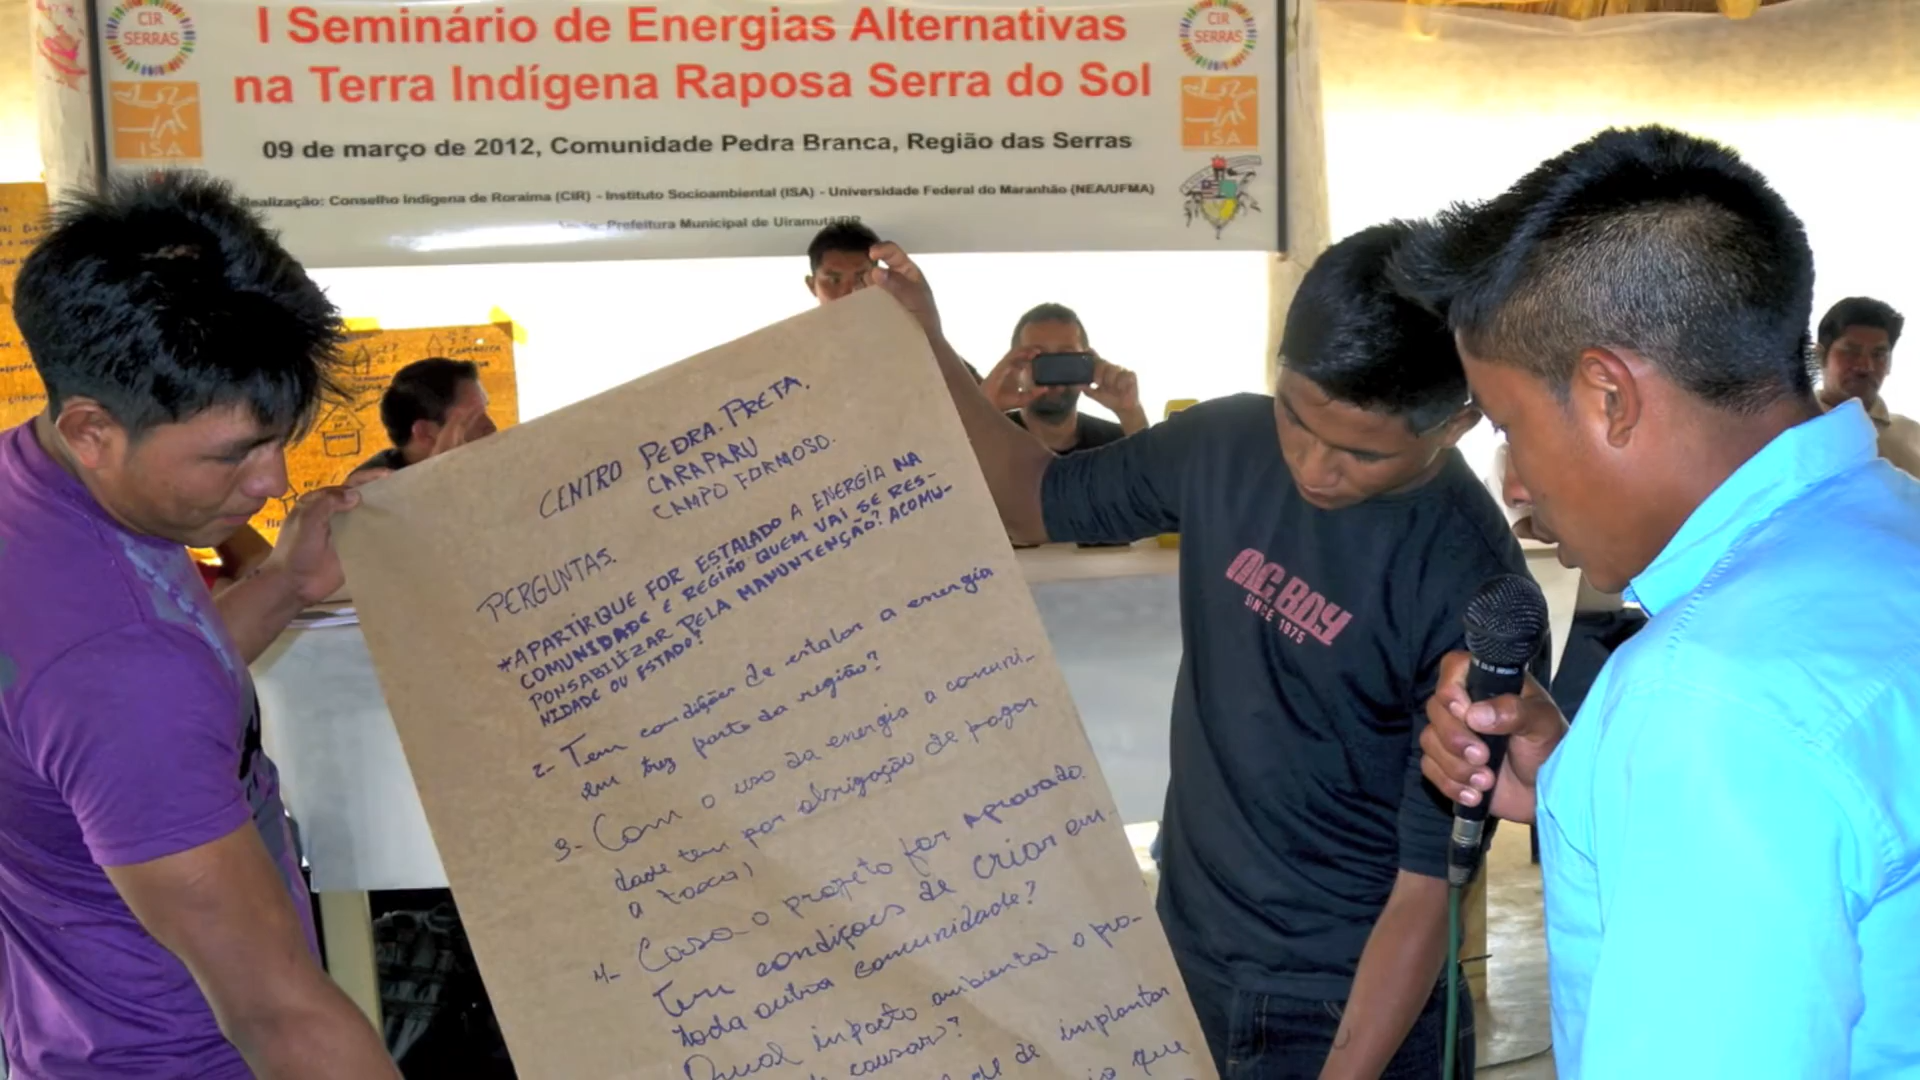 CIR
SERRAS
ISA
I Seminário de Energias Alternativas
na Terra Indígena Raposa Serra do Sol
09 de março de 2012, Comunidade Pedra Branca, Região das Serras
Realização: Conselho Indígena de Roraima (CIR) - Instituto Socioambiental (ISA) - Universidade Federal do Maranhão (NEA/UFMA)
Prefeitura Municipal de Uiramutã/RR
CIR
SERRAS
ISA
CENTRO PEDRA. PRETA.
CARAPARU
CAMPO FORMOSO.
PERGUNTAS.
*APARTIR QUE FOR ESTALADO A ENERGIA NA
COMUNIDADE E REGIÃO QUEM VAI SE RES-
PONSABILIZAR PELA MANUNTENÇÃO? ACOMU-
NIDADE OU ESTADO?
2- Tem condições de estalar a energia
em trez parte da região?
3- Com o uso da energia a comuni-
dade tem por obrigação de pagar
a taxa)
4- Caso o projeto for aprovado.
Tem condiçoes de criar em
toda outra comunidade?
Qual inpacto ambiental o pro-
causar?
de implantar
que
MC BOY
SINCE 1975